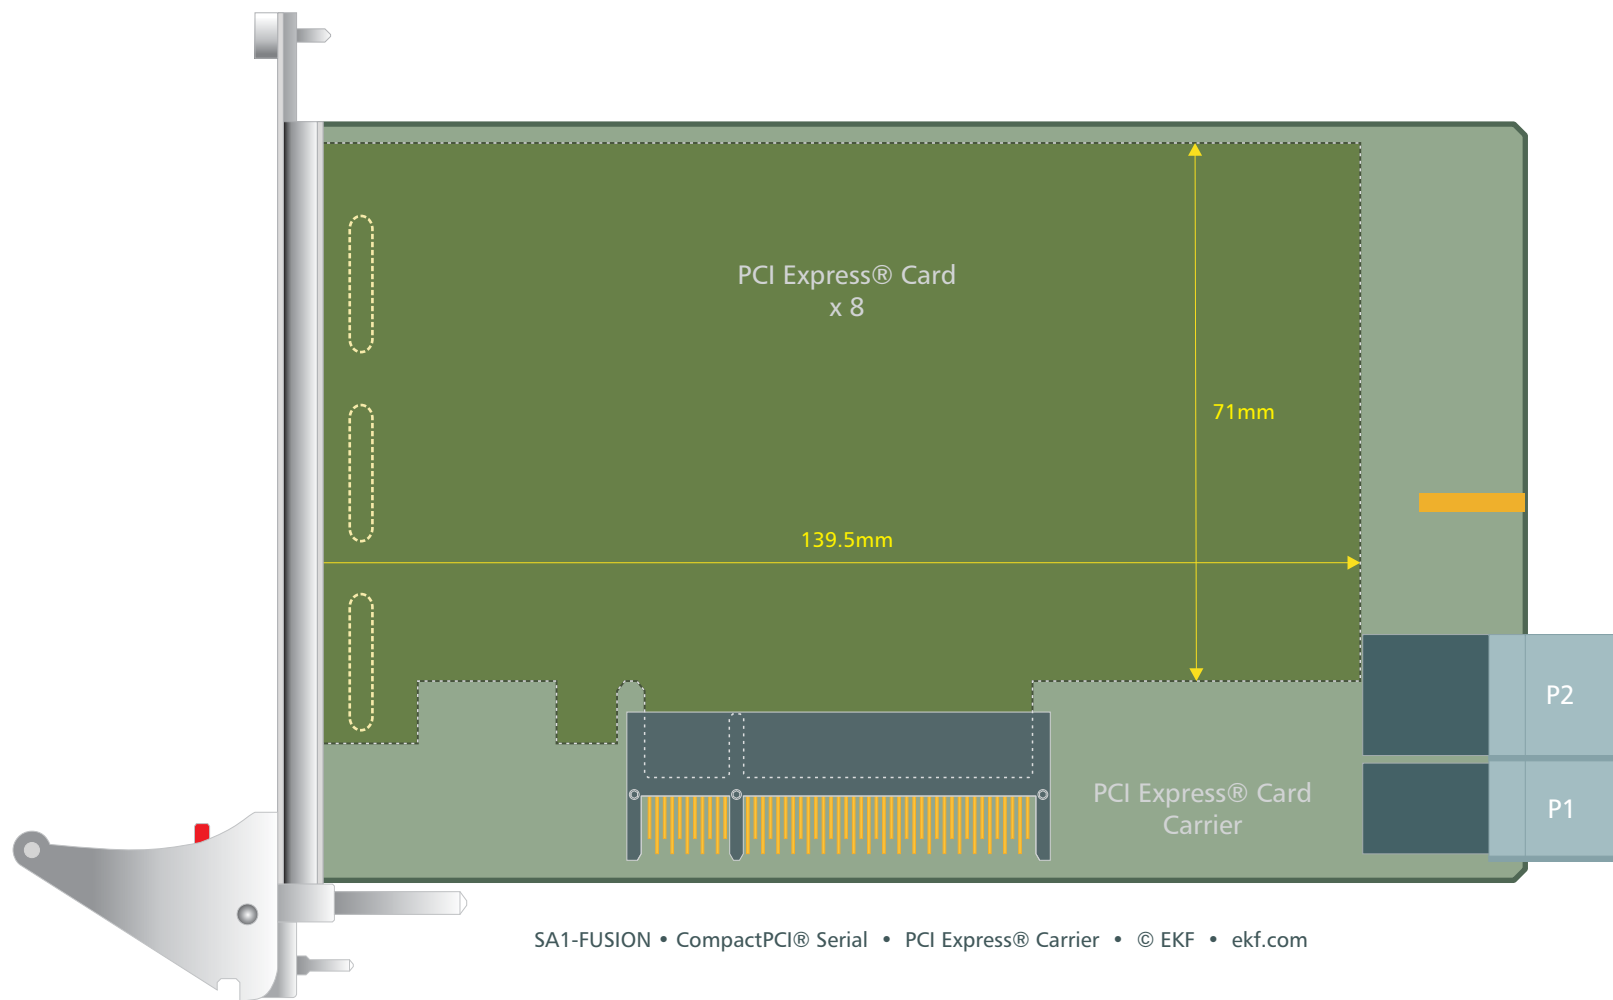 PCI Express® Card
x 8
71mm
139.5mm
P2
PCI Express® Card
Carrier
P1
SA1-FUSION • CompactPCI® Serial • PCI Express® Carrier • © EKF • ekf.com